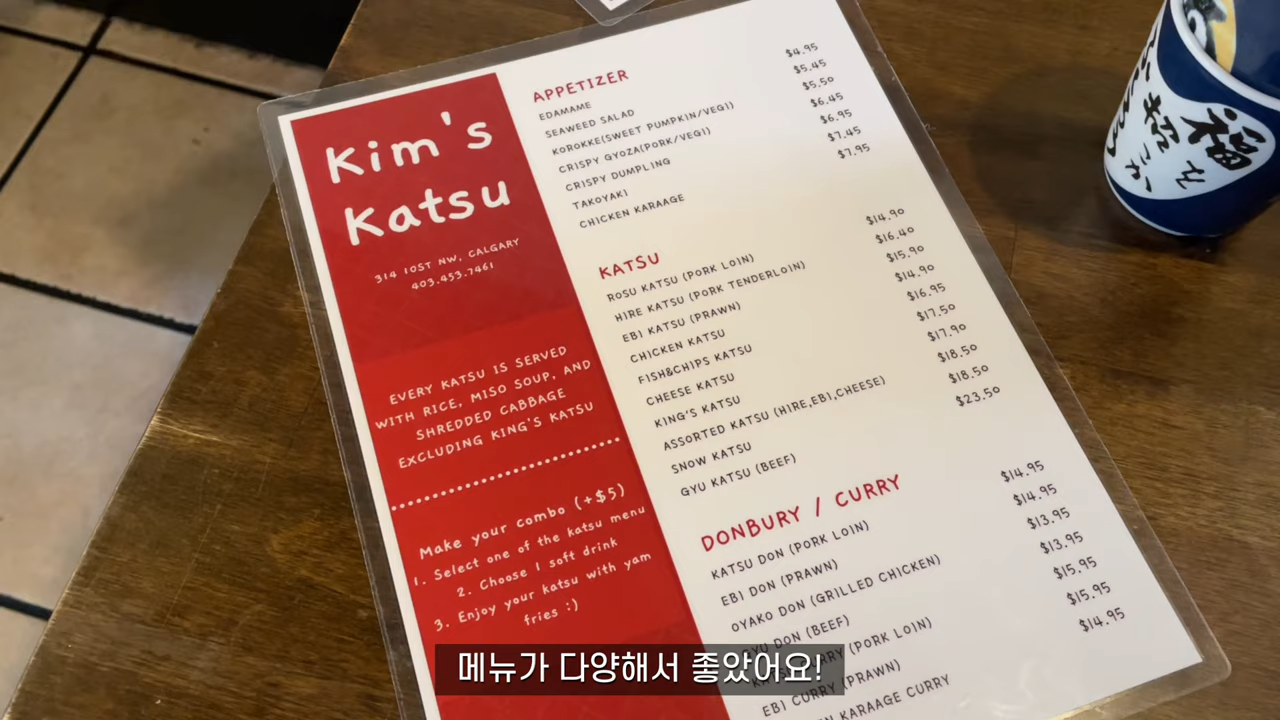 Kim's
Katsu
314 10ST NW, CALGARY
403.453.7461
EVERY KATSU IS SERVED
WITH RICE, MISO SOUP, AND
SHREDDED CABBAGE
EXCLUDING KING'S KATSU
Make your combo (+$5)
1. Select one of the katsu menu
2. Choose 1 soft drink
3. Enjoy your katsu with yam
fries :)
APPETIZER
EDAMAME $4.95
SEAWEED SALAD $5.45
KOROKKE(SWEET PUMPKIN/VEGI) $5.50
CRISPY GYOZA(PORK/VEGI) $6.45
CRISPY DUMPLING $6.95
TAKOYAKI $7.45
CHICKEN KARAAGE $7.95
KATSU
ROSU KATSU (PORK LOIN) $14.90
HIRE KATSU (PORK TENDERLOIN) $16.40
EBI KATSU (PRAWN) $15.90
CHICKEN KATSU $14.90
FISH&CHIPS KATSU $16.95
CHEESE KATSU $17.50
KING'S KATSU $17.90
ASSORTED KATSU (HIRE,EBI,CHEESE) $18.50
SNOW KATSU $18.50
GYU KATSU (BEEF) $23.50
DONBURY / CURRY
KATSU DON (PORK LOIN) $14.95
EBI DON (PRAWN) $14.95
OYAKO DON (GRILLED CHICKEN) $13.95
DON (BEEF) $13.95
(PORK LOIN) $15.95
EBI CURRY (PRAWN) $15.95
KARAAGE CURRY $14.95
메뉴가 다양해서 좋았어요!